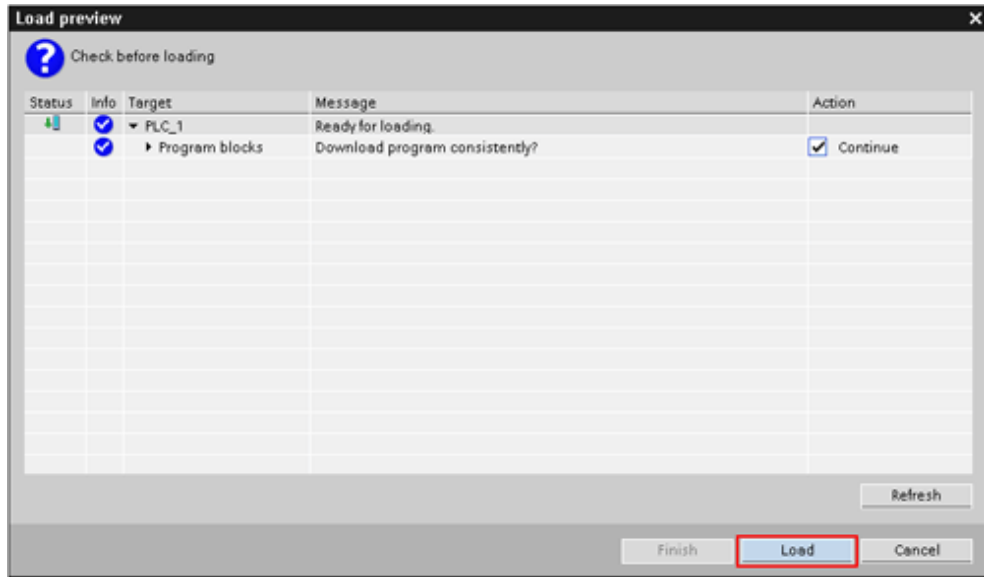 Load preview
Check before loading
Status Info Target Message Action
PLC_1 Ready for loading.
Program blocks Download program consistently? Continue
Refresh
Finish Load Cancel